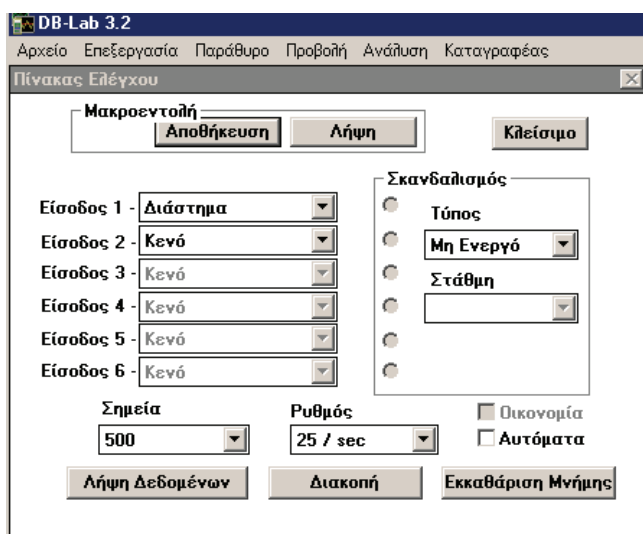 DB-Lab 3.2
Αρχείο Επεξεργασία Παράθυρο Προβολή Ανάλυση Καταγραφέας
Πίνακας Ελέγχου
Μακροεντολή
Αποθήκευση Λήψη Κλείσιμο
Σκανδαλισμός
Είσοδος 1 - Διάστημα
Τύπος
Είσοδος 2 - Κενό
Μη Ενεργό
Είσοδος 3 - Κενό
Στάθμη
Είσοδος 4 - Κενό
Είσοδος 5 - Κενό
Είσοδος 6 - Κενό
Σημεία Ρυθμός Οικονομία
500 25 / sec Αυτόματα
Λήψη Δεδομένων Διακοπή Εκκαθάριση Μνήμης